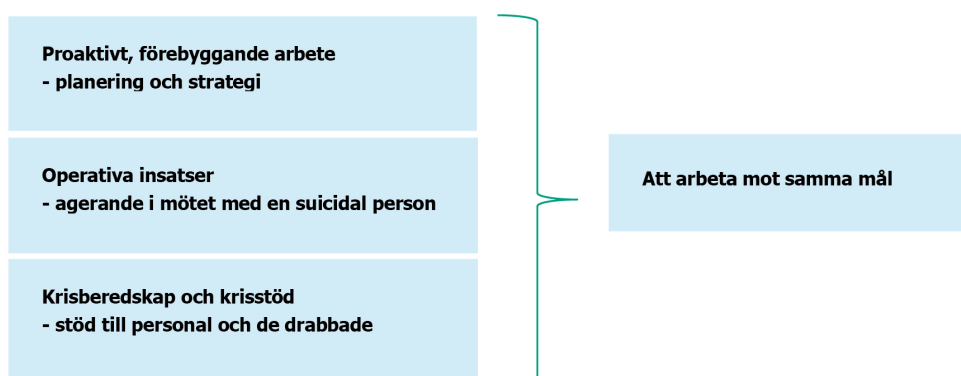 Proaktivt, förebyggande arbete
- planering och strategi
Operativa insatser
- agerande i mötet med en suicidal person
Krisberedskap och krisstöd
- stöd till personal och de drabbade
Att arbeta mot samma mål